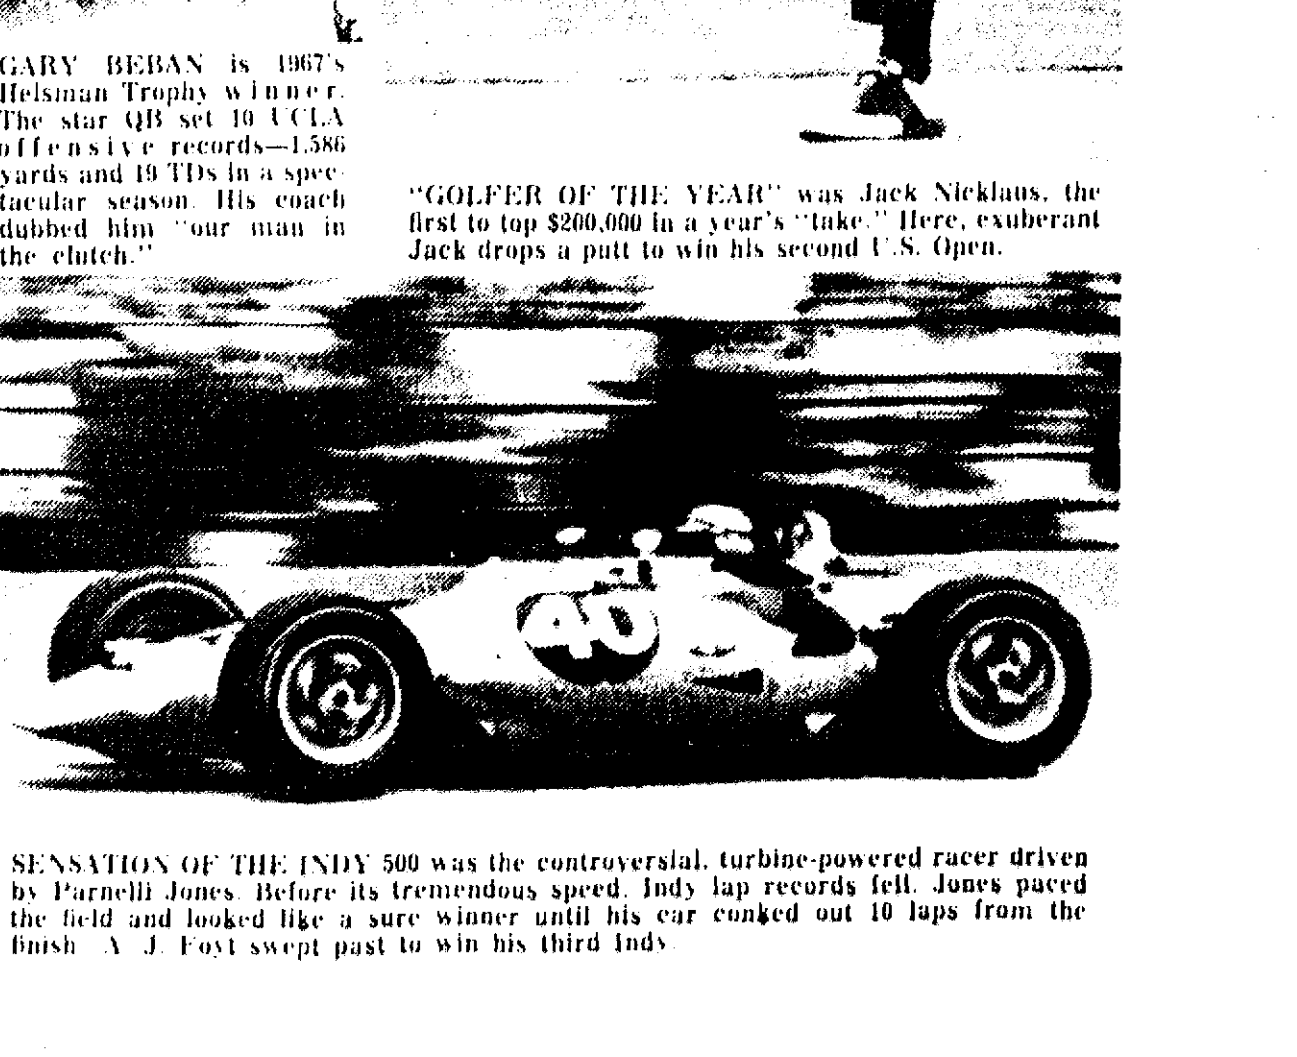 GARY BEBAN is 1967's
Heisman Trophy winner.
The star QB set 10 UCLA
offensive records—1,586
yards and 19 TDs in a spec-
tacular season. His coach
dubbed him "our man in
the clutch."
"GOLFER OF THE YEAR" was Jack Nicklaus, the
first to top $200,000 in a year's "take." Here, exuberant
Jack drops a putt to win his second U.S. Open.
40
SENSATION OF THE INDY 500 was the controversial, turbine-powered racer driven
by Parnelli Jones. Before its tremendous speed, Indy lap records fell. Jones paced
the field and looked like a sure winner until his car conked out 10 laps from the
finish. A. J. Foyt swept past to win his third Indy.